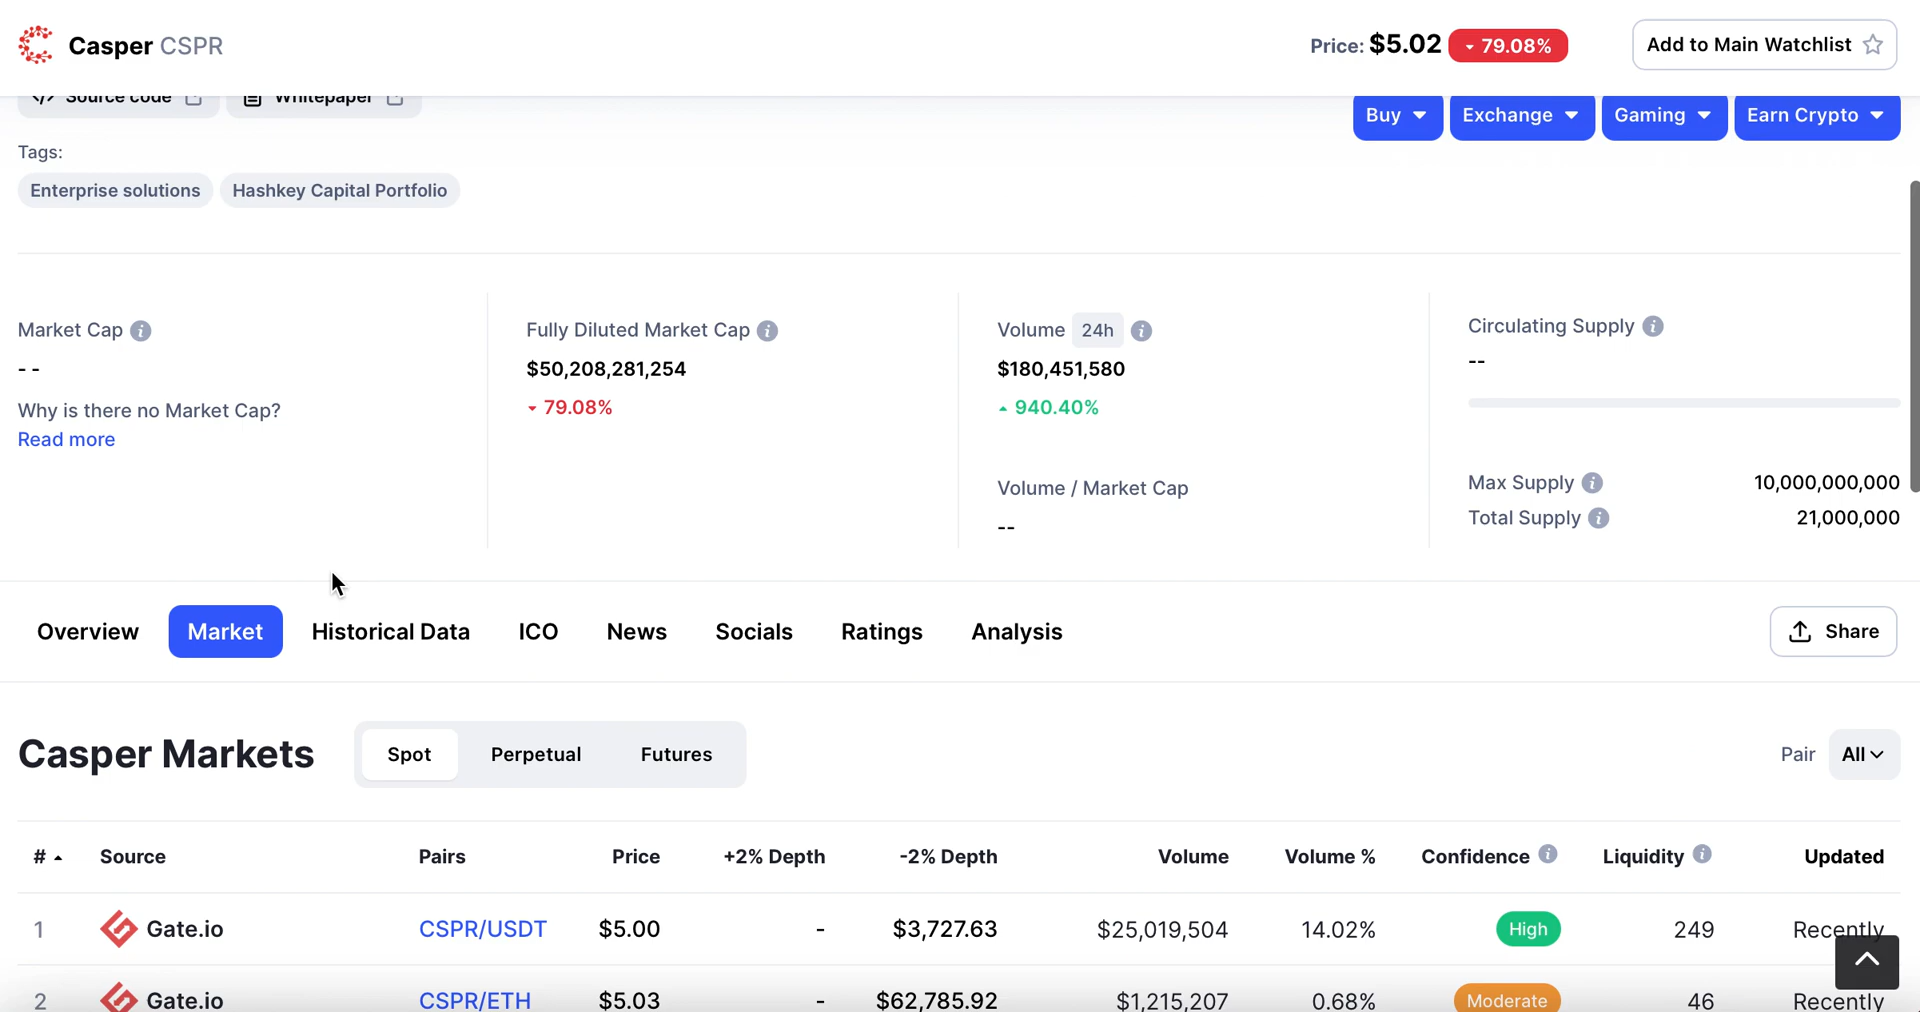 Casper CSPR
Price: $5.02 79.08%
Add to Main Watchlist
Source code
Whitepaper
Buy
Exchange
Gaming
Earn Crypto
Tags:
Enterprise solutions
Hashkey Capital Portfolio
Market Cap
- -
Why is there no Market Cap?
Read more
Fully Diluted Market Cap
$50,208,281,254
79.08%
Volume 24h
$180,451,580
940.40%
Volume / Market Cap
--
Circulating Supply
--
Max Supply 10,000,000,000
Total Supply 21,000,000
Overview Market Historical Data ICO News Socials Ratings Analysis
Share
Casper Markets
Spot Perpetual Futures
Pair All
# Source Pairs Price +2% Depth -2% Depth Volume Volume % Confidence Liquidity Updated
1 Gate.io CSPR/USDT $5.00 - $3,727.63 $25,019,504 14.02% High 249 Recently
2 Gate.io CSPR/ETH $5.03 - $62,785.92 $1,215,207 0.68% Moderate 46 Recently